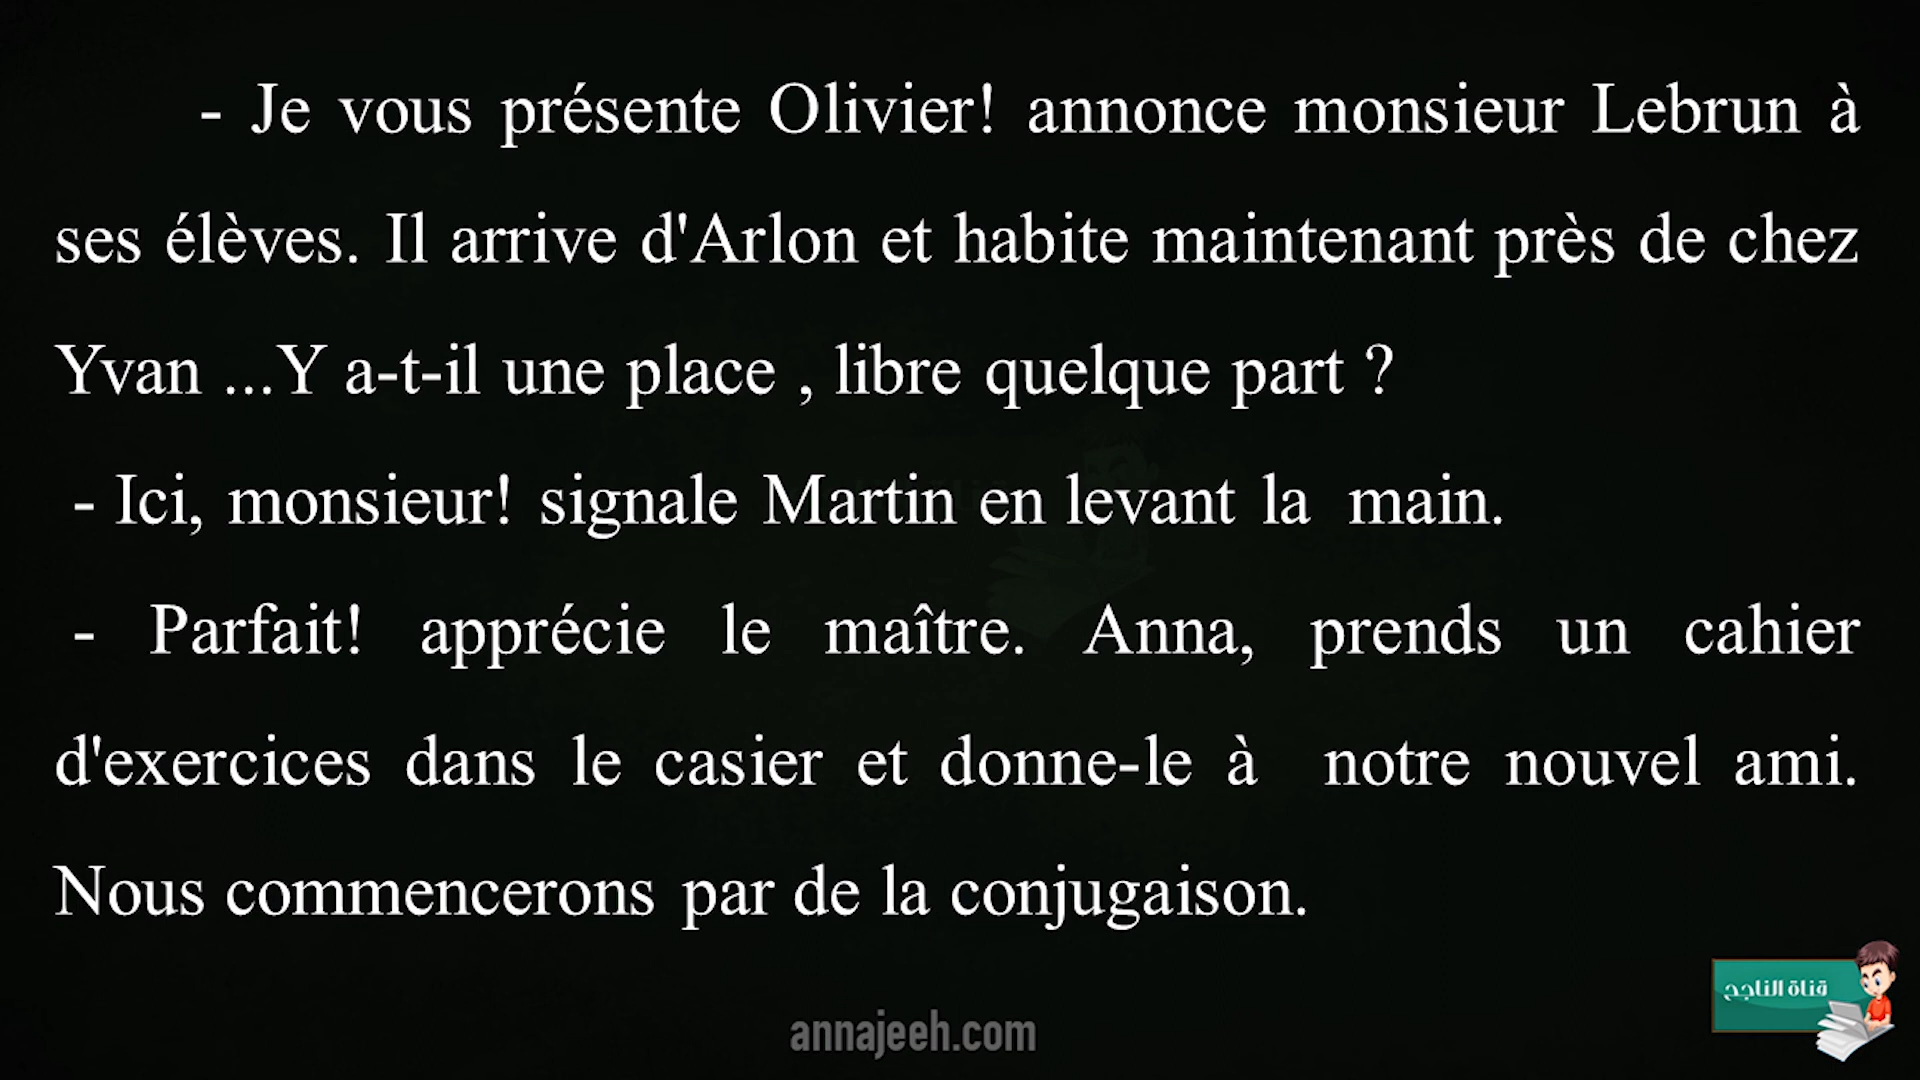 - Je vous présente Olivier! annonce monsieur Lebrun à
ses élèves. Il arrive d'Arlon et habite maintenant près de chez
Yvan ...Y a-t-il une place , libre quelque part ?
- Ici, monsieur! signale Martin en levant la main.
- Parfait! apprécie le maître. Anna, prends un cahier
d'exercices dans le casier et donne-le à notre nouvel ami.
Nous commencerons par de la conjugaison.
قناة الناجح
annajeeh.com